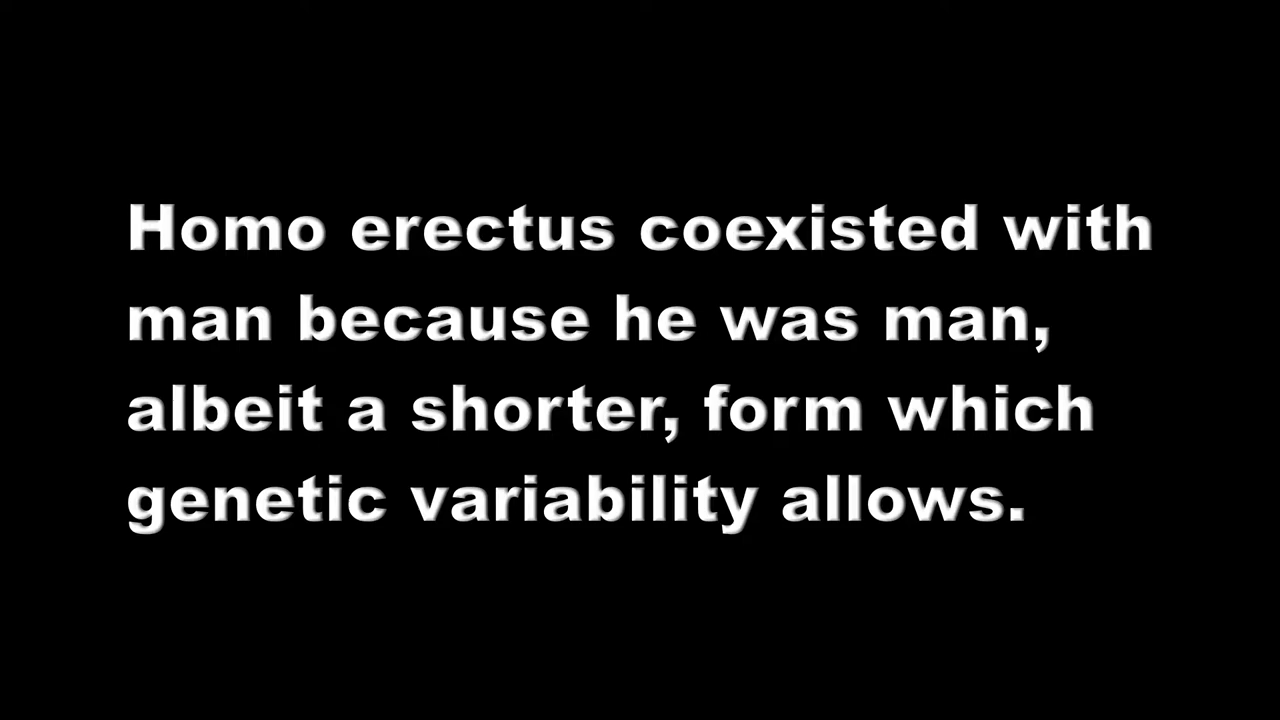 Homo erectus coexisted with
man because he was man,
albeit a shorter, form which
genetic variability allows.